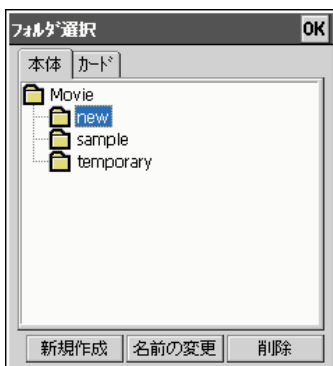 フォルダ選択 OK
本体 カード
Movie
new
sample
temporary
新規作成 名前の変更 削除